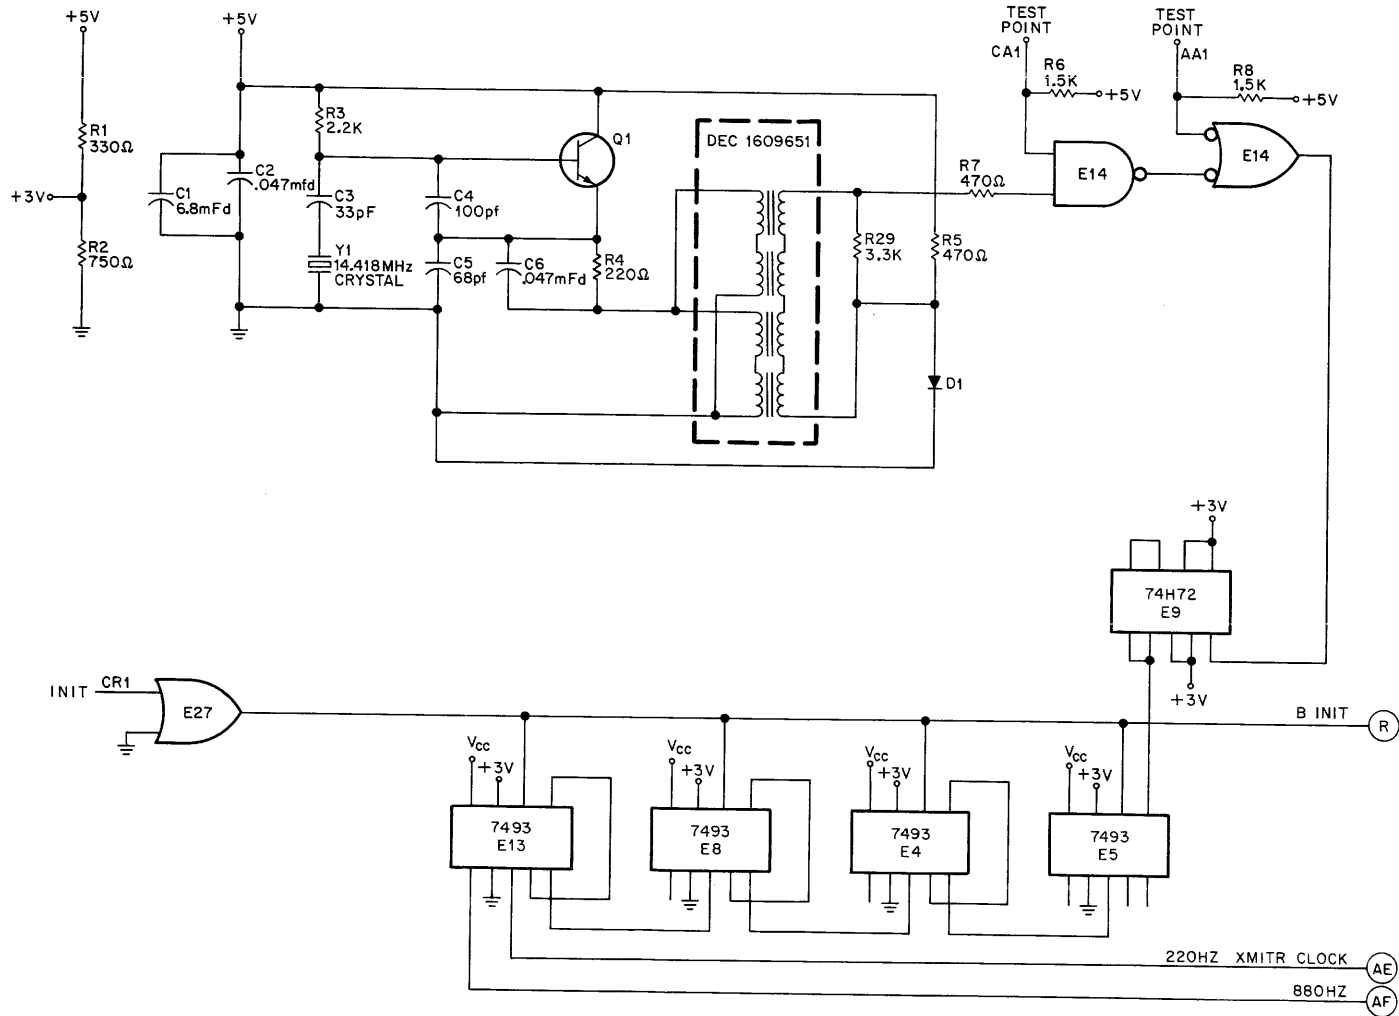 +5V
+5V
TEST
POINT
CA1
TEST
POINT
AA1
R6
1.5K
+5V
R8
1.5K
+5V
R1
330Ω
R3
2.2K
Q1
DEC 1609651
C1
6.8mFd
C2
.047mfd
+3V
C3
33pF
C4
100pf
R7
470Ω
E14
E14
R2
750Ω
Y1
14.418MHz
CRYSTAL
C5
68pf
C6
.047mFd
R4
220Ω
R29
3.3K
R5
470Ω
D1
+3V
74H72
E9
+3V
INIT
CR1
E27
B INIT
R
VCC
+3V
VCC
+3V
VCC
+3V
VCC
+3V
7493
E13
7493
E8
7493
E4
7493
E5
220HZ XMITR CLOCK
AE
880HZ
AF